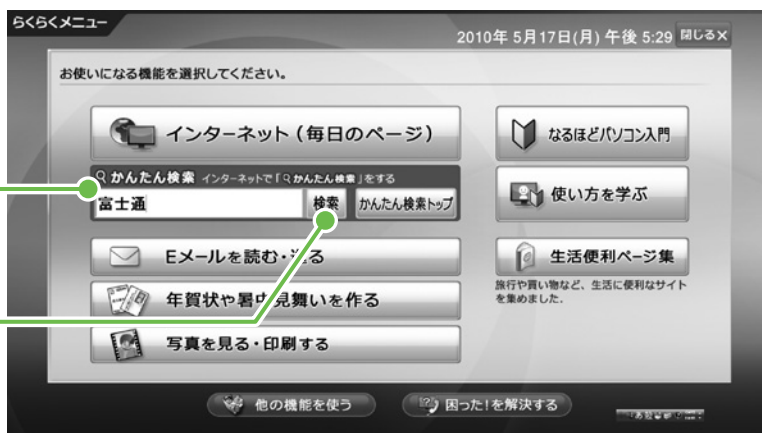 らくらくメニュー
2010年 5月17日(月) 午後 5:29 閉じる×
お使いになる機能を選択してください。
インターネット（毎日のページ）
なるほどパソコン入門
かんたん検索 インターネットで「かんたん検索」をする
富士通 検索 かんたん検索トップ
使い方を学ぶ
Eメールを読む・送る
生活便利ページ集
旅行や買い物など、生活に便利なサイト
を集めました.
年賀状や暑中見舞いを作る
写真を見る・印刷する
他の機能を使う
困った!を解決する